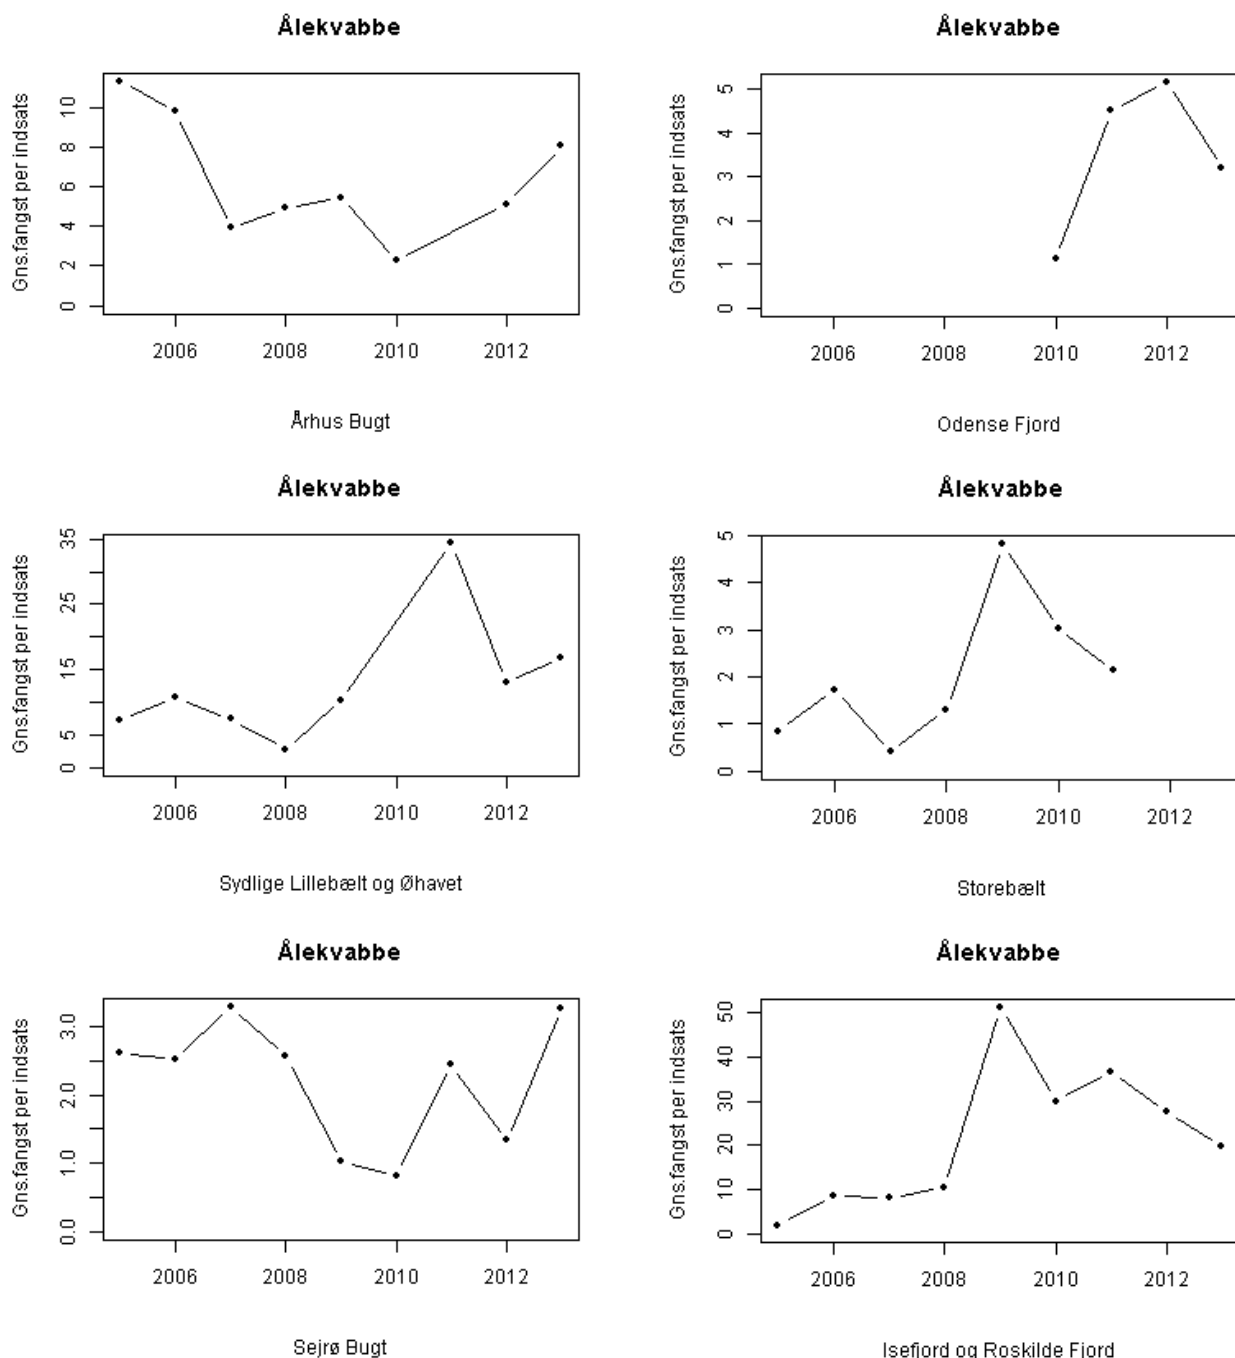 Ålekvabbe
Gns.fangst per indsats
0 2 4 6 8 10
2006 2008 2010 2012
Århus Bugt
Ålekvabbe
Gns.fangst per indsats
0 1 2 3 4 5
2006 2008 2010 2012
Odense Fjord
Ålekvabbe
Gns.fangst per indsats
0 5 15 25 35
2006 2008 2010 2012
Sydlige Lillebælt og Øhavet
Ålekvabbe
Gns.fangst per indsats
0 1 2 3 4 5
2006 2008 2010 2012
Storebælt
Ålekvabbe
Gns.fangst per indsats
0.0 1.0 2.0 3.0
2006 2008 2010 2012
Sejrø Bugt
Ålekvabbe
Gns.fangst per indsats
0 10 20 30 40 50
2006 2008 2010 2012
Isefjord og Roskilde Fjord